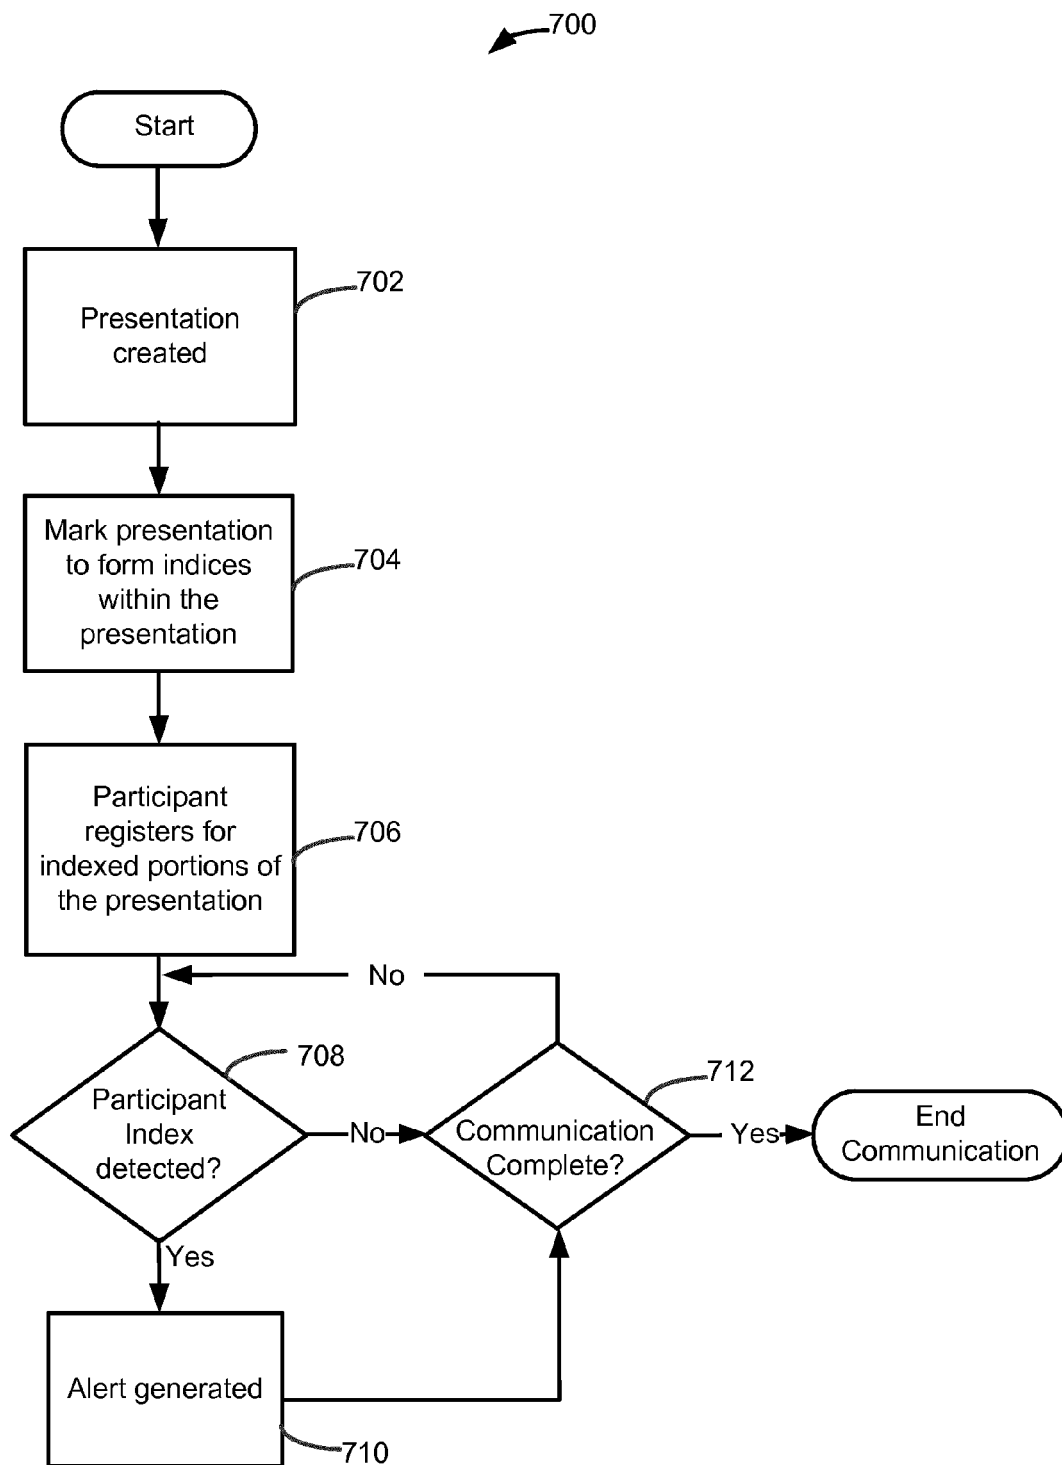 700
Start
702
Presentation
created
Mark presentation
to form indices
within the
presentation
704
Participant
registers for
indexed portions of
the presentation
706
No
708
Participant
Index
detected?
No
712
Communication
Complete?
Yes
End
Communication
Yes
Alert generated
710